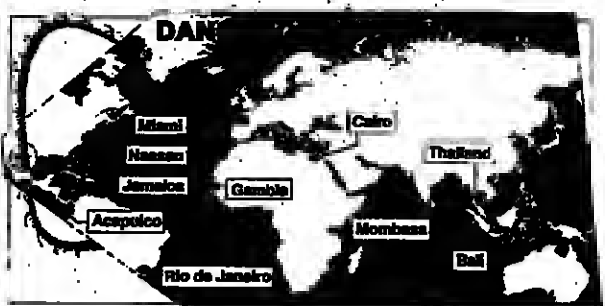 DAN
Miami
Cairo
Nassau
Thailand
Jamaica
Gambia
Acapulco
Mombasa
Bali
Rio de Janeiro